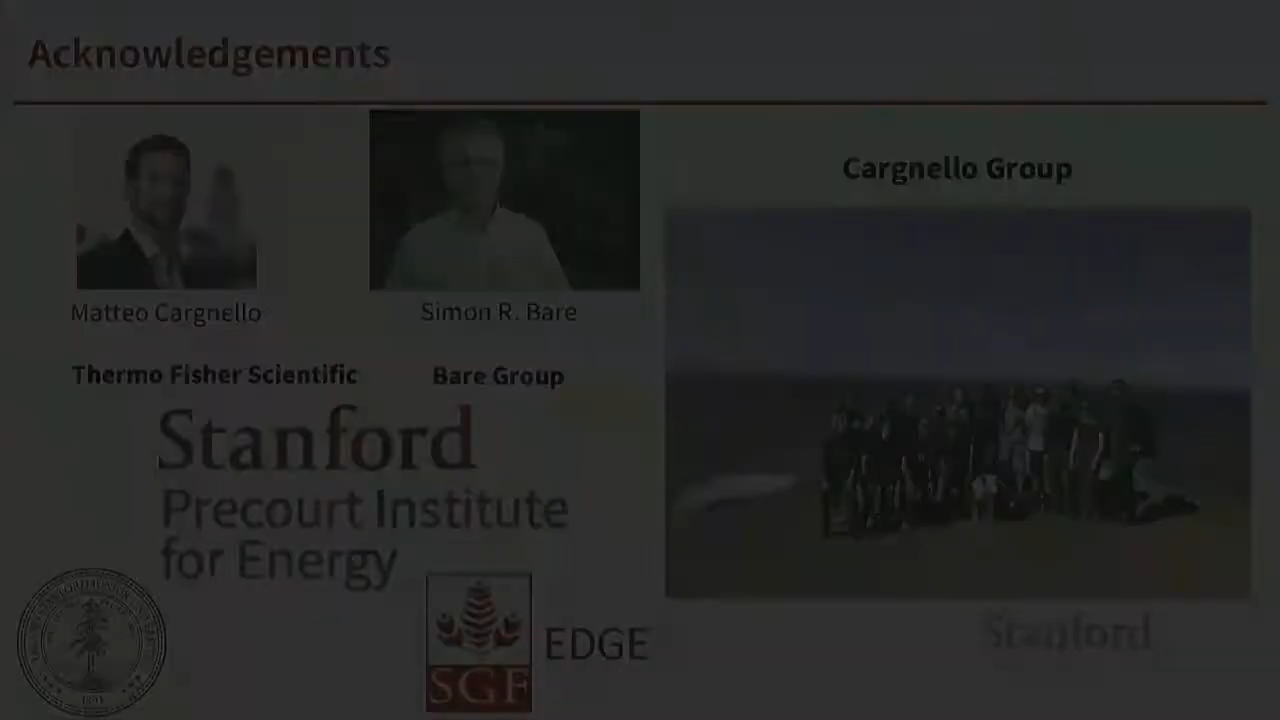 Acknowledgements
Matteo Cargnello
Simon R. Bare
Thermo Fisher Scientific
Bare Group
Stanford
Precourt Institute
for Energy
SGF
EDGE
Cargnello Group
Stanford